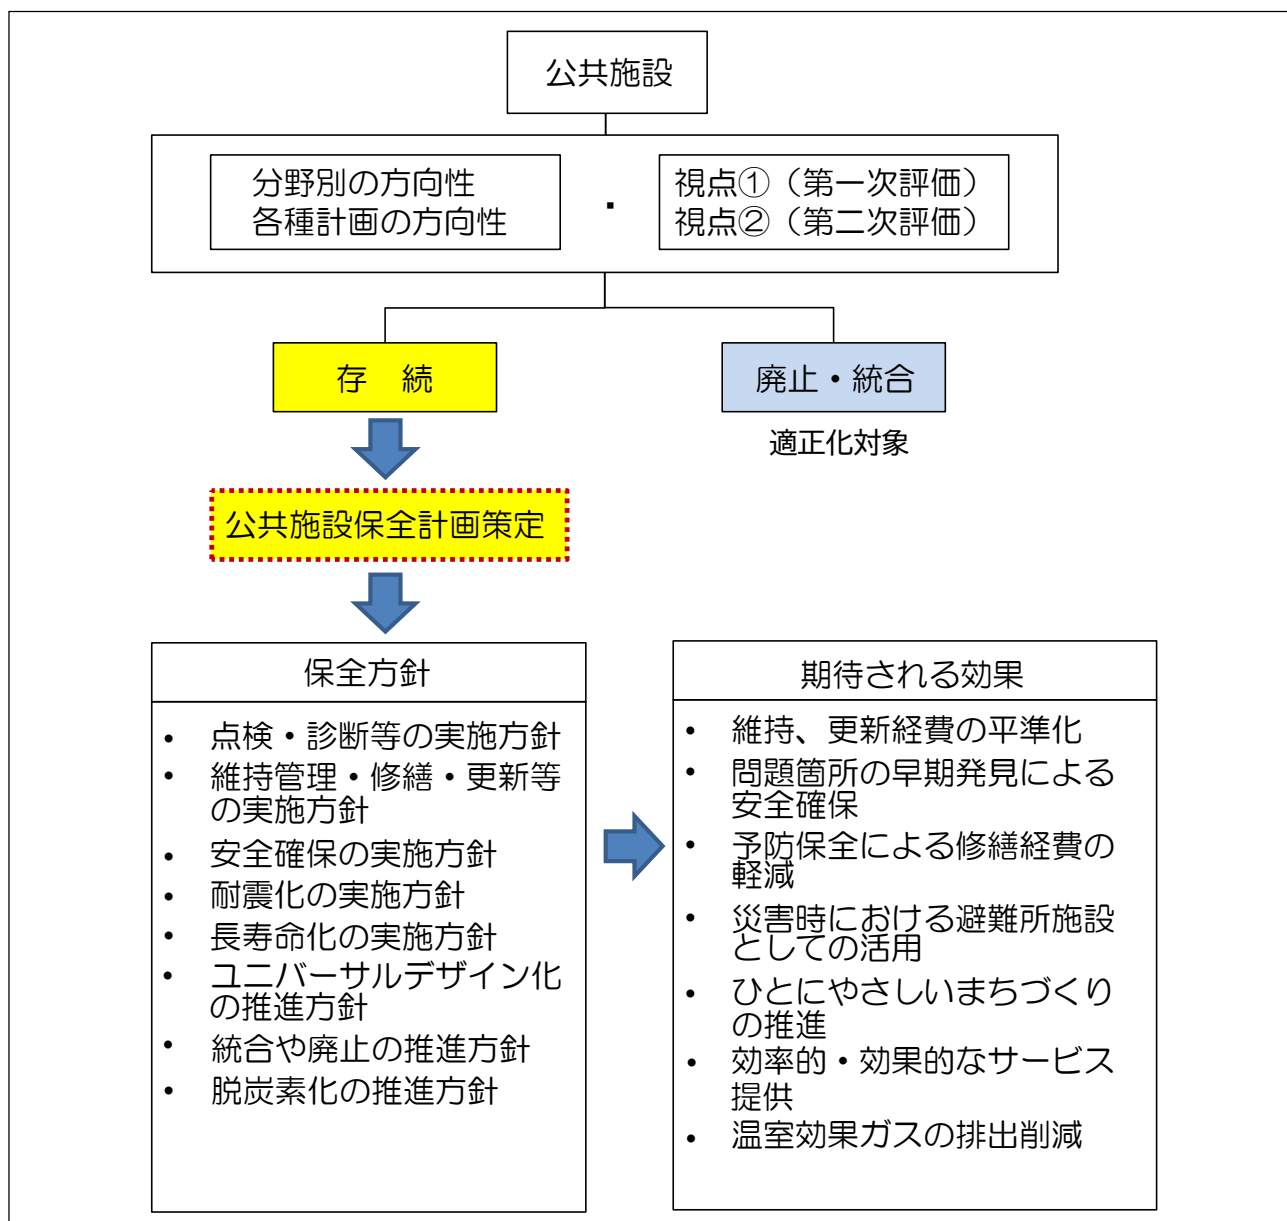 公共施設
分野別の方向性
各種計画の方向性
・
視点①（第一次評価）
視点②（第二次評価）
存　続
廃止・統合
適正化対象
公共施設保全計画策定
保全方針
• 点検・診断等の実施方針
• 維持管理・修繕・更新等
の実施方針
• 安全確保の実施方針
• 耐震化の実施方針
• 長寿命化の実施方針
• ユニバーサルデザイン化
の推進方針
• 統合や廃止の推進方針
• 脱炭素化の推進方針
期待される効果
• 維持、更新経費の平準化
• 問題箇所の早期発見による
安全確保
• 予防保全による修繕経費の
軽減
• 災害時における避難所施設
としての活用
• ひとにやさしいまちづくり
の推進
• 効率的・効果的なサービス
提供
• 温室効果ガスの排出削減